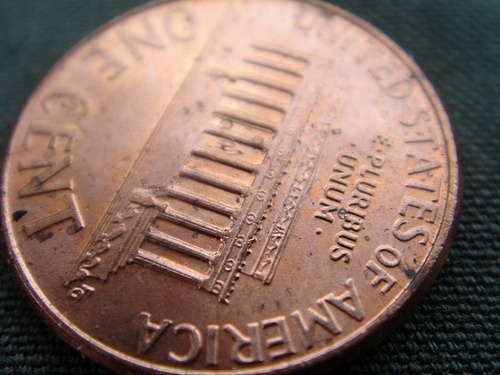 UNITED STATES OF AMERICA
E·PLURIBUS
UNUM·
ONE CENT